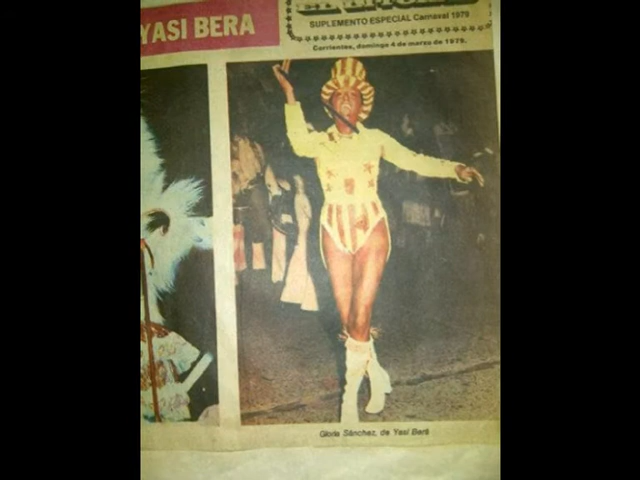 YASI BERA
SUPLEMENTO ESPECIAL Carnaval 1979
Corrientes, domingo 4 de marzo de 1979.
Gloria Sánchez, de Yasí Berá